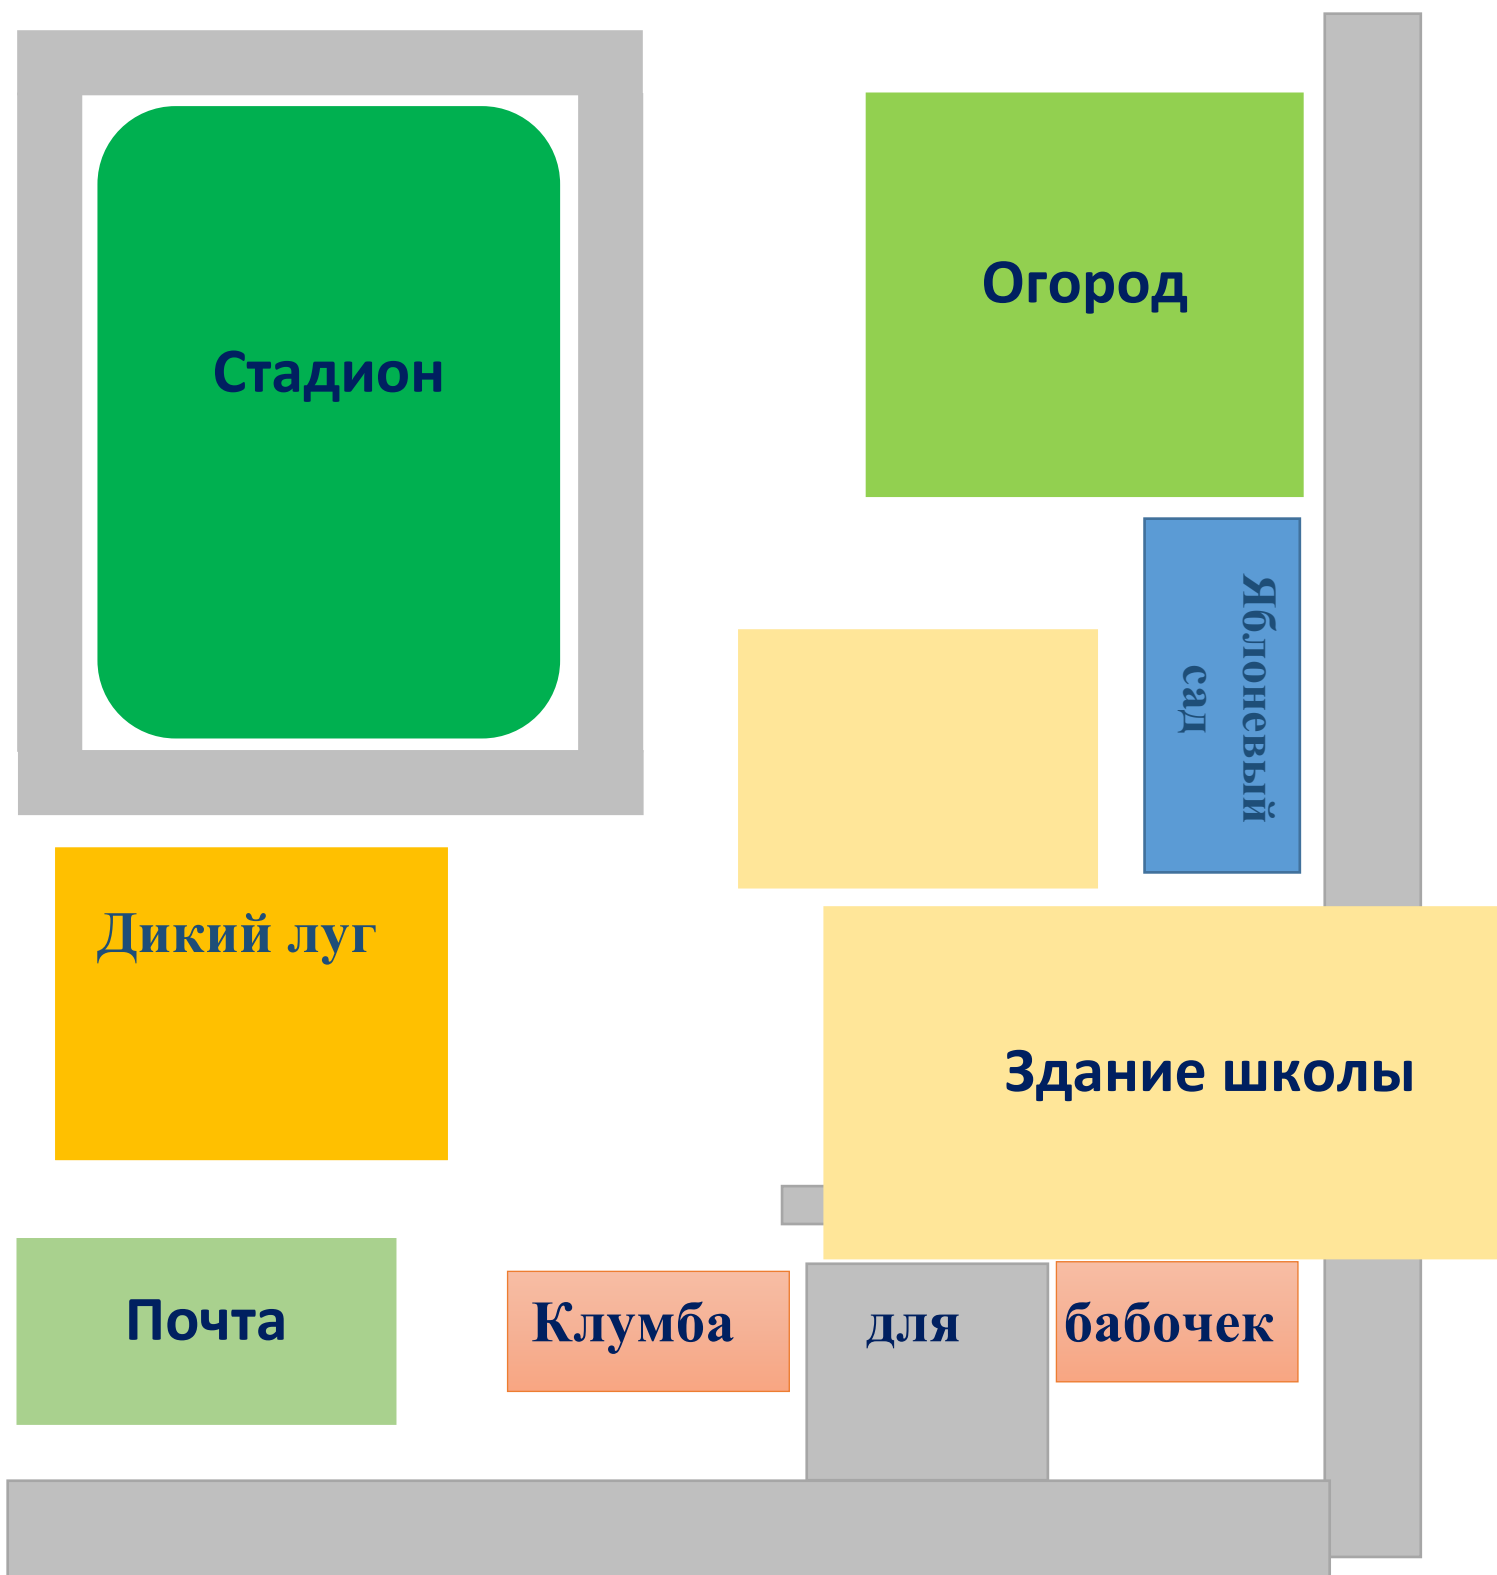 Огород
Стадион
Яблоневый
сад
Дикий луг
Здание школы
Почта
Клумба для бабочек